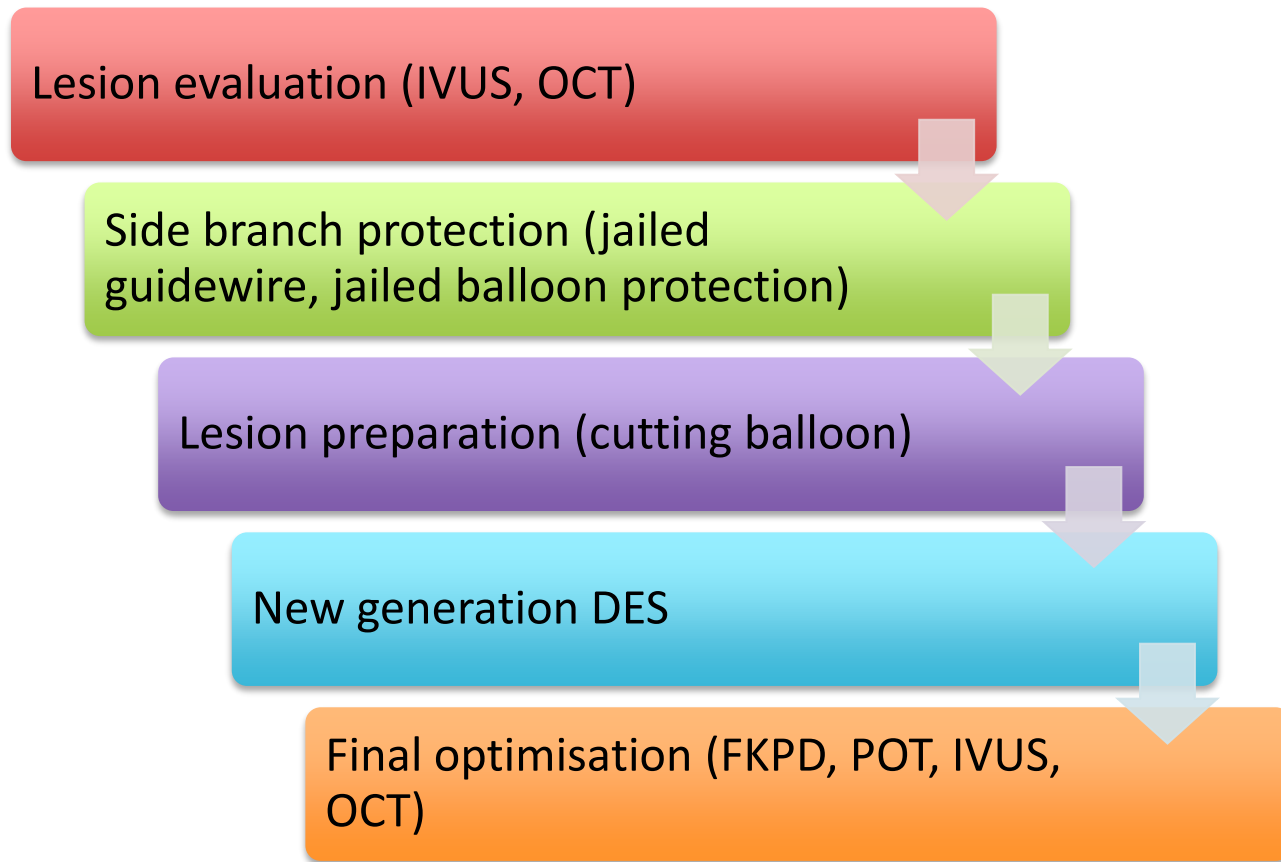 Lesion evaluation (IVUS, OCT)
Side branch protection (jailed
guidewire, jailed balloon protection)
Lesion preparation (cutting balloon)
New generation DES
Final optimisation (FKPD, POT, IVUS,
OCT)